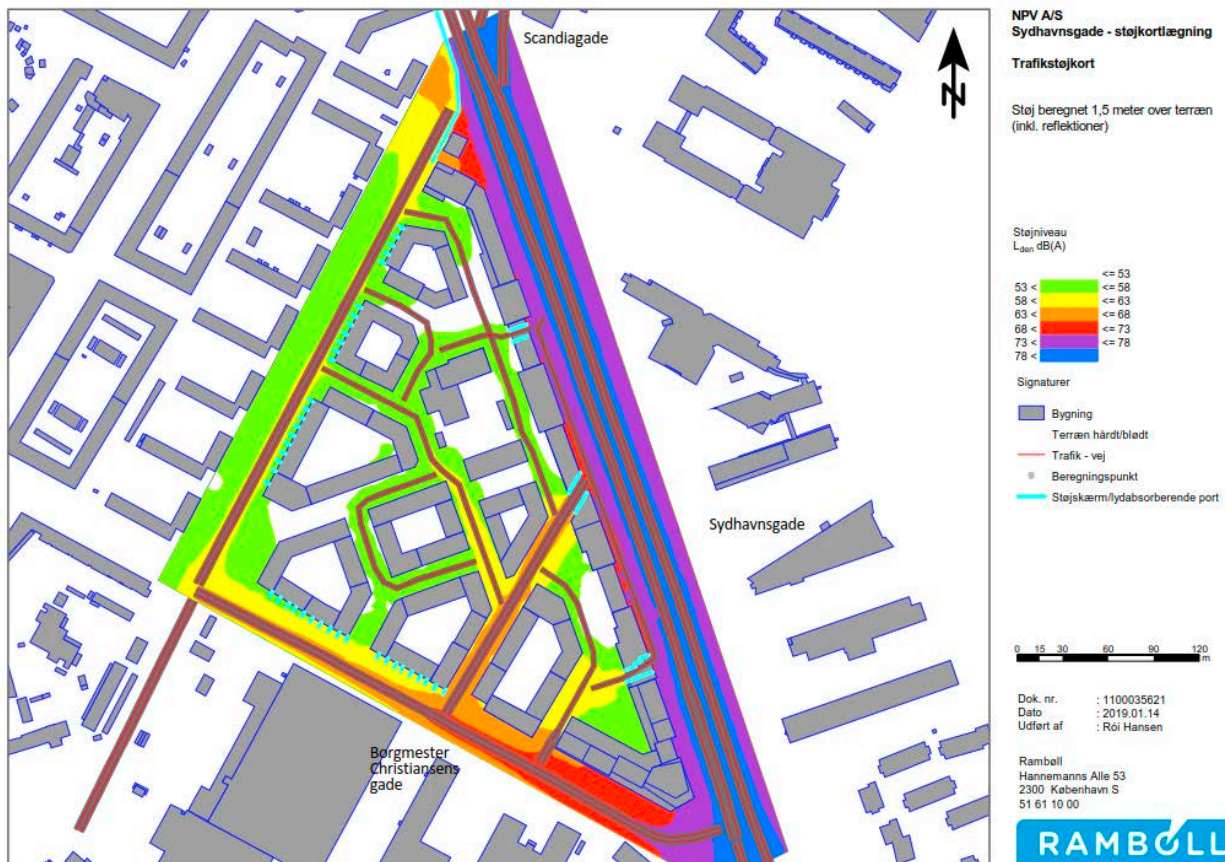 Scandiagade
Sydhavnsgade
Borgmester
Christiansens
gade
N
NPV A/S
Sydhavnsgade - støjkortlægning
Trafikstøjkort
Støj beregnet 1,5 meter over terræn
(inkl. reflektioner)
Støjniveau
Lden dB(A)
<= 53
53 < <= 58
58 < <= 63
63 < <= 68
68 < <= 73
73 < <= 78
78 <
Signaturer
Bygning
Terræn hårdt/blødt
Trafik - vej
Beregningspunkt
Støjskærm/lydabsorberende port
0 15 30 60 90 120
m
Dok. nr. : 1100035621
Dato : 2019.01.14
Udført af : Rói Hansen
Rambøll
Hannemanns Alle 53
2300 København S
51 61 10 00
RAMBOLL